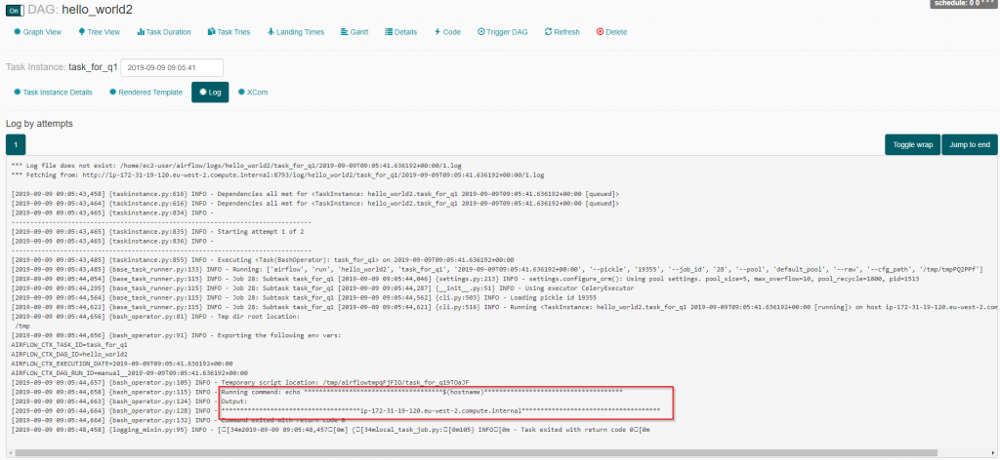 On DAG: hello_world2
schedule: 0 0 * * *
Graph View Tree View Task Duration Task Tries Landing Times Gantt Details Code Trigger DAG Refresh Delete
Task Instance: task_for_q1 2019-09-09 09:05:41
Task Instance Details Rendered Template Log XCom
Log by attempts
1 Toggle wrap Jump to end
*** Log file does not exist: /home/ec2-user/airflow/logs/hello_world2/task_for_q1/2019-09-09T09:05:41.636192+00:00/1.log
*** Fetching from: http://ip-172-31-19-120.eu-west-2.compute.internal:8793/log/hello_world2/task_for_q1/2019-09-09T09:05:41.636192+00:00/1.log
[2019-09-09 09:05:43,458] {taskinstance.py:616} INFO - Dependencies all met for <TaskInstance: hello_world2.task_for_q1 2019-09-09T09:05:41.636192+00:00 [queued]>
[2019-09-09 09:05:43,464] {taskinstance.py:616} INFO - Dependencies all met for <TaskInstance: hello_world2.task_for_q1 2019-09-09T09:05:41.636192+00:00 [queued]>
[2019-09-09 09:05:43,465] {taskinstance.py:834} INFO -
--------------------------------------------------------------------------------
[2019-09-09 09:05:43,465] {taskinstance.py:835} INFO - Starting attempt 1 of 2
[2019-09-09 09:05:43,465] {taskinstance.py:836} INFO -
--------------------------------------------------------------------------------
[2019-09-09 09:05:43,485] {taskinstance.py:855} INFO - Executing <Task(BashOperator): task_for_q1> on 2019-09-09T09:05:41.636192+00:00
[2019-09-09 09:05:43,485] {base_task_runner.py:133} INFO - Running: ['airflow', 'run', 'hello_world2', 'task_for_q1', '2019-09-09T09:05:41.636192+00:00', '--pickle', '19355', '--job_id', '28', '--pool', 'default_pool', '--raw', '--cfg_path', '/tmp/tmpPQ2PPf']
[2019-09-09 09:05:44,054] {base_task_runner.py:115} INFO - Job 28: Subtask task_for_q1 [2019-09-09 09:05:44,046] {settings.py:213} INFO - settings.configure_orm(): Using pool settings. pool_size=5, max_overflow=10, pool_recycle=1800, pid=1513
[2019-09-09 09:05:44,295] {base_task_runner.py:115} INFO - Job 28: Subtask task_for_q1 [2019-09-09 09:05:44,287] {__init__.py:51} INFO - Using executor CeleryExecutor
[2019-09-09 09:05:44,564] {base_task_runner.py:115} INFO - Job 28: Subtask task_for_q1 [2019-09-09 09:05:44,562] {cli.py:503} INFO - Loading pickle id 19355
[2019-09-09 09:05:44,622] {base_task_runner.py:115} INFO - Job 28: Subtask task_for_q1 [2019-09-09 09:05:44,621] {cli.py:516} INFO - Running <TaskInstance: hello_world2.task_for_q1 2019-09-09T09:05:41.636192+00:00 [running]> on host ip-172-31-19-120.eu-west-2.com
[2019-09-09 09:05:44,656] {bash_operator.py:81} INFO - Tmp dir root location:
/tmp
[2019-09-09 09:05:44,656] {bash_operator.py:91} INFO - Exporting the following env vars:
AIRFLOW_CTX_TASK_ID=task_for_q1
AIRFLOW_CTX_DAG_ID=hello_world2
AIRFLOW_CTX_EXECUTION_DATE=2019-09-09T09:05:41.636192+00:00
AIRFLOW_CTX_DAG_RUN_ID=manual__2019-09-09T09:05:41.636192+00:00
[2019-09-09 09:05:44,657] {bash_operator.py:105} INFO - Temporary script location: /tmp/airflowtmpqFjFIO/task_for_q19TOaJF
[2019-09-09 09:05:44,658] {bash_operator.py:115} INFO - Running command: echo "************************************$(hostname)************************************"
[2019-09-09 09:05:44,663] {bash_operator.py:124} INFO - Output:
[2019-09-09 09:05:44,664] {bash_operator.py:128} INFO - ************************************ip-172-31-19-120.eu-west-2.compute.internal************************************
[2019-09-09 09:05:44,664] {bash_operator.py:132} INFO - Command exited with return code 0
[2019-09-09 09:05:48,458] {logging_mixin.py:95} INFO - [[34m2019-09-09 09:05:48,457[0m] {[34mlocal_task_job.py:[0m105} INFO[0m - Task exited with return code 0[0m